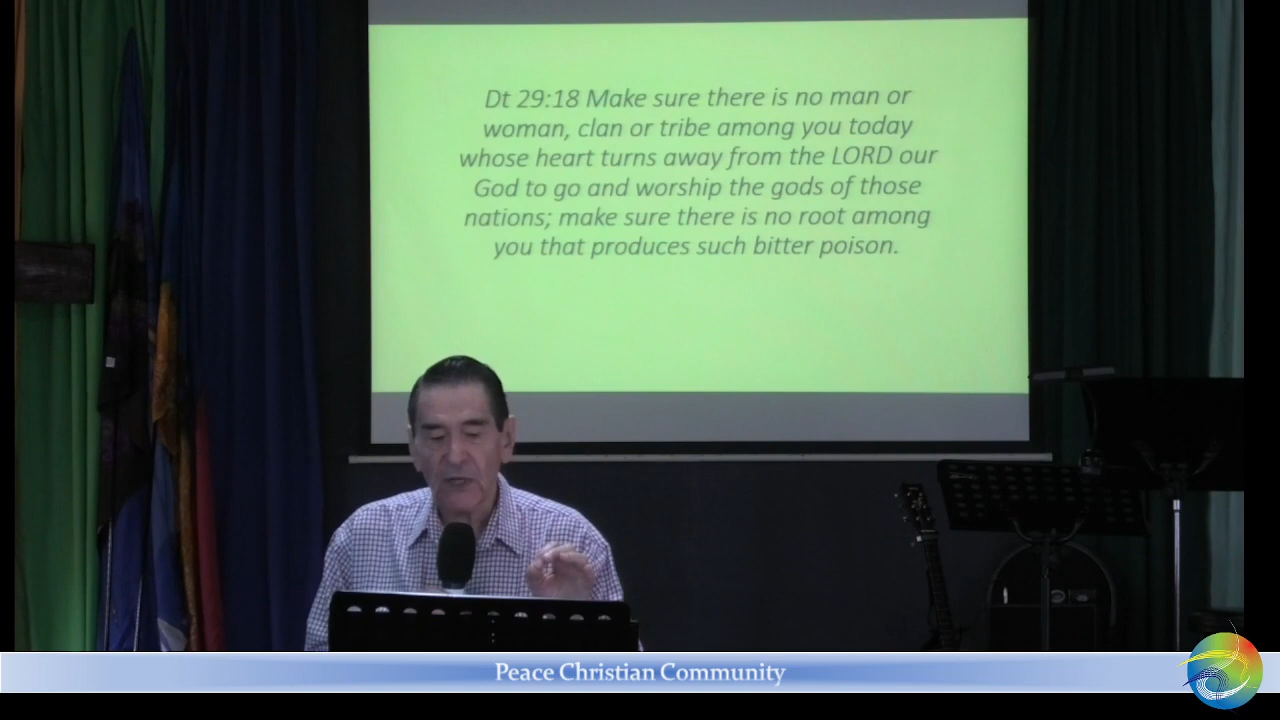 Dt 29:18 Make sure there is no man or
woman, clan or tribe among you today
whose heart turns away from the LORD our
God to go and worship the gods of those
nations; make sure there is no root among
you that produces such bitter poison.
Peace Christian Community